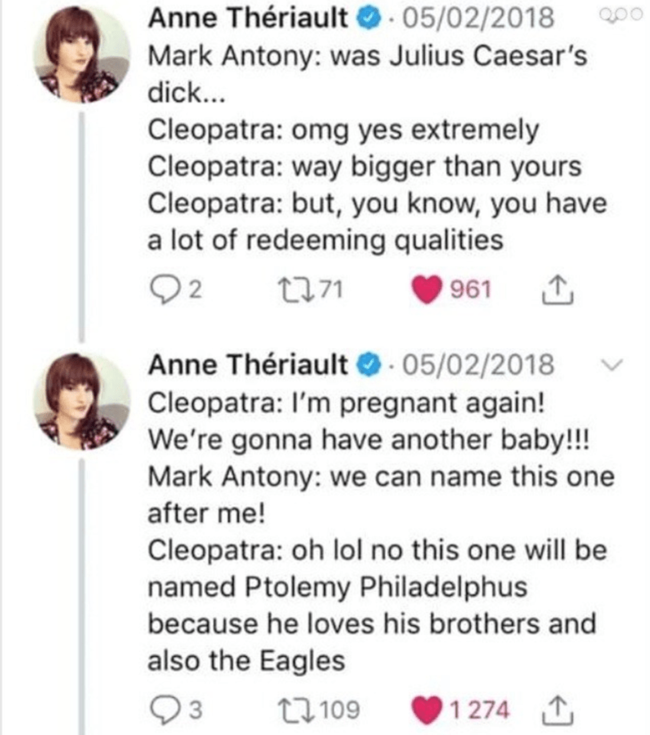 Anne Thériault · 05/02/2018
Mark Antony: was Julius Caesar's
dick...
Cleopatra: omg yes extremely
Cleopatra: way bigger than yours
Cleopatra: but, you know, you have
a lot of redeeming qualities
2 71 961
Anne Thériault · 05/02/2018
Cleopatra: I'm pregnant again!
We're gonna have another baby!!!
Mark Antony: we can name this one
after me!
Cleopatra: oh lol no this one will be
named Ptolemy Philadelphus
because he loves his brothers and
also the Eagles
3 109 1 274